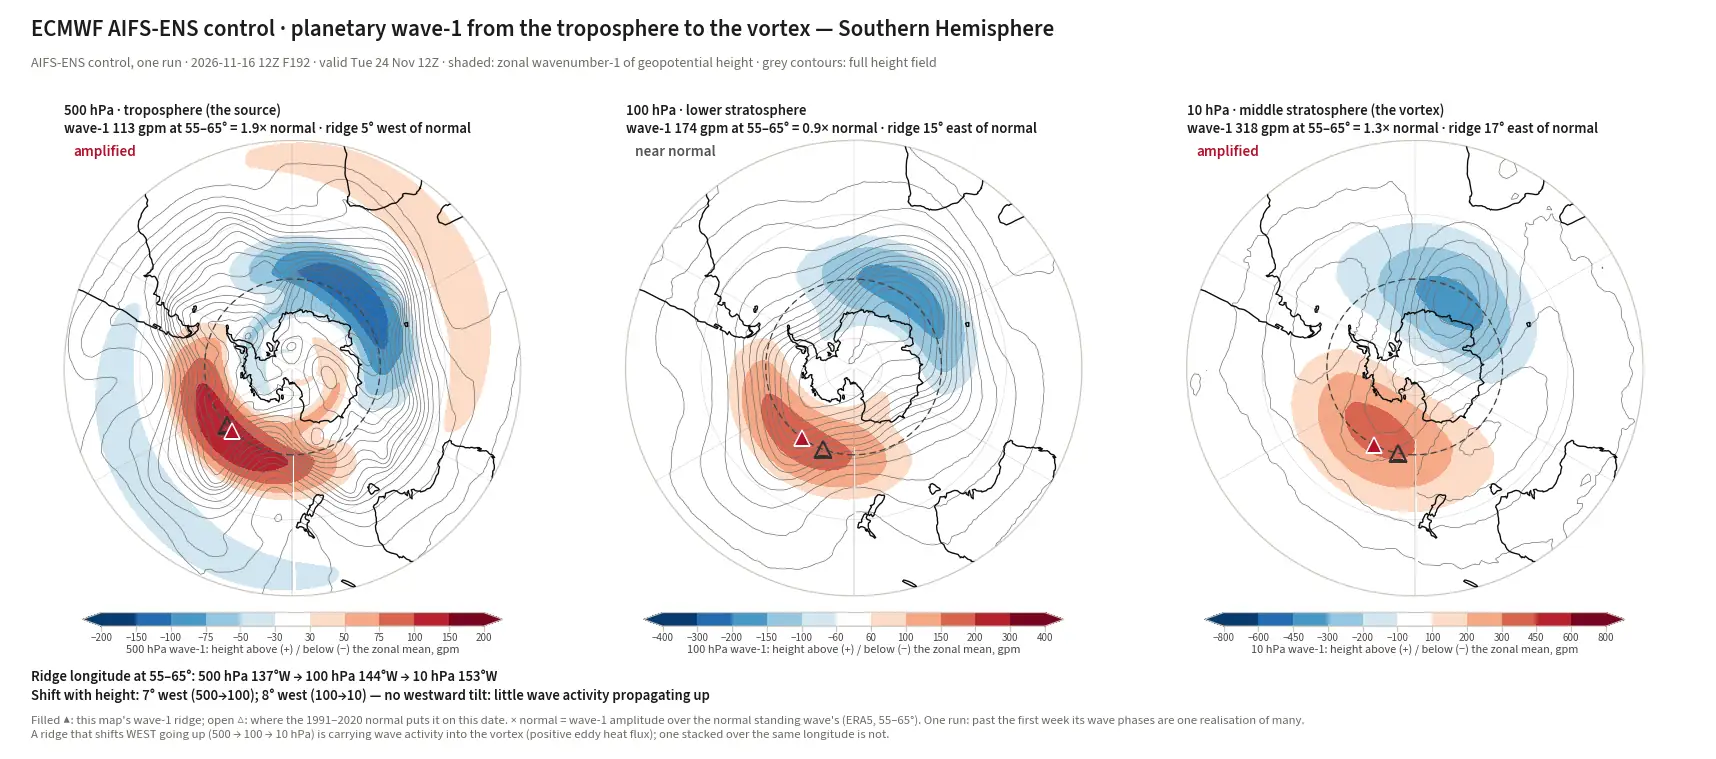 ECMWF AIFS-ENS control · planetary wave-1 from the troposphere to the vortex — Southern Hemisphere
AIFS-ENS control, one run · 2026-11-16 12Z F192 · valid Tue 24 Nov 12Z · shaded: zonal wavenumber-1 of geopotential height · grey contours: full height field
500 hPa · troposphere (the source)
wave-1 113 gpm at 55–65° = 1.9× normal · ridge 5° west of normal
amplified
100 hPa · lower stratosphere
wave-1 174 gpm at 55–65° = 0.9× normal · ridge 15° east of normal
near normal
10 hPa · middle stratosphere (the vortex)
wave-1 318 gpm at 55–65° = 1.3× normal · ridge 17° east of normal
amplified
−200 −150 −100 −75 −50 −30 30 50 75 100 150 200
500 hPa wave-1: height above (+) / below (−) the zonal mean, gpm
−400 −300 −200 −150 −100 −60 60 100 150 200 300 400
100 hPa wave-1: height above (+) / below (−) the zonal mean, gpm
−800 −600 −450 −300 −200 −100 100 200 300 450 600 800
10 hPa wave-1: height above (+) / below (−) the zonal mean, gpm
Ridge longitude at 55–65°: 500 hPa 137°W → 100 hPa 144°W → 10 hPa 153°W
Shift with height: 7° west (500→100); 8° west (100→10) — no westward tilt: little wave activity propagating up
Filled ▲: this map's wave-1 ridge; open △: where the 1991–2020 normal puts it on this date. × normal = wave-1 amplitude over the normal standing wave's (ERA5, 55–65°). One run: past the first week its wave phases are one realisation of many.
A ridge that shifts WEST going up (500 → 100 → 10 hPa) is carrying wave activity into the vortex (positive eddy heat flux); one stacked over the same longitude is not.